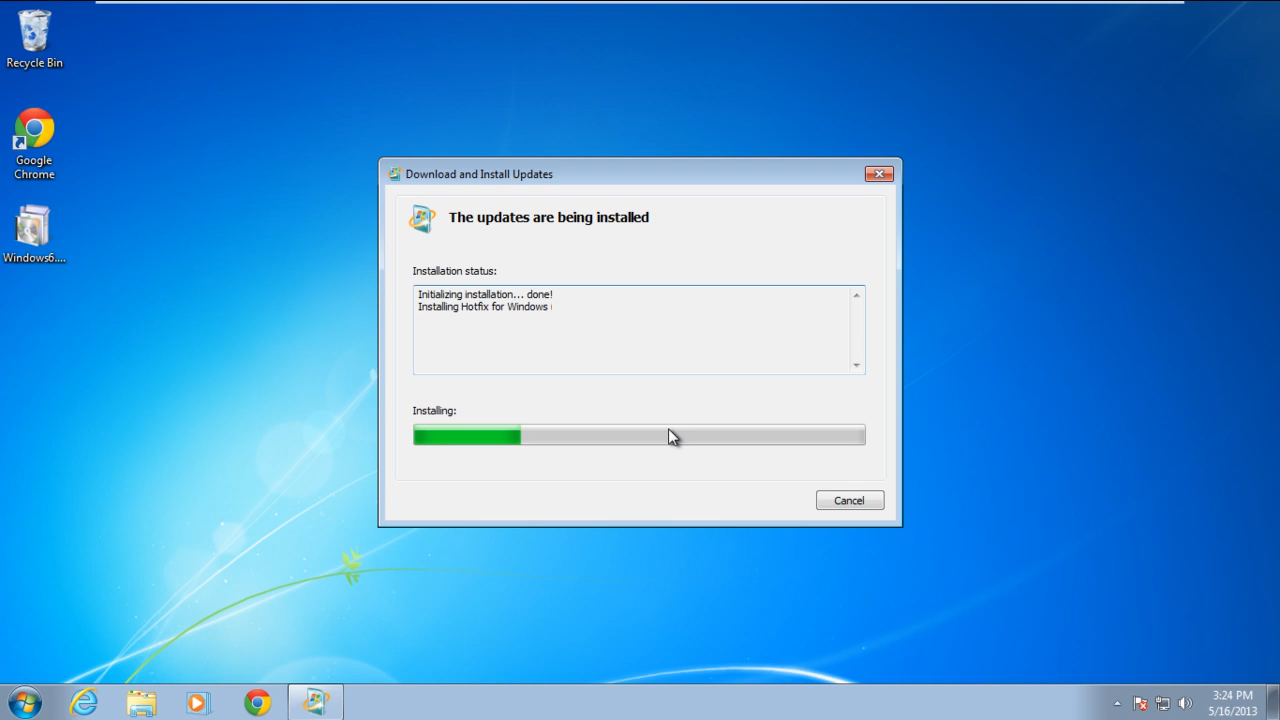 Recycle Bin
Google
Chrome
Windows6....
Download and Install Updates
The updates are being installed
Installation status:
Initializing installation... done!
Installing Hotfix for Windows
Installing:
Cancel
3:24 PM
5/16/2013